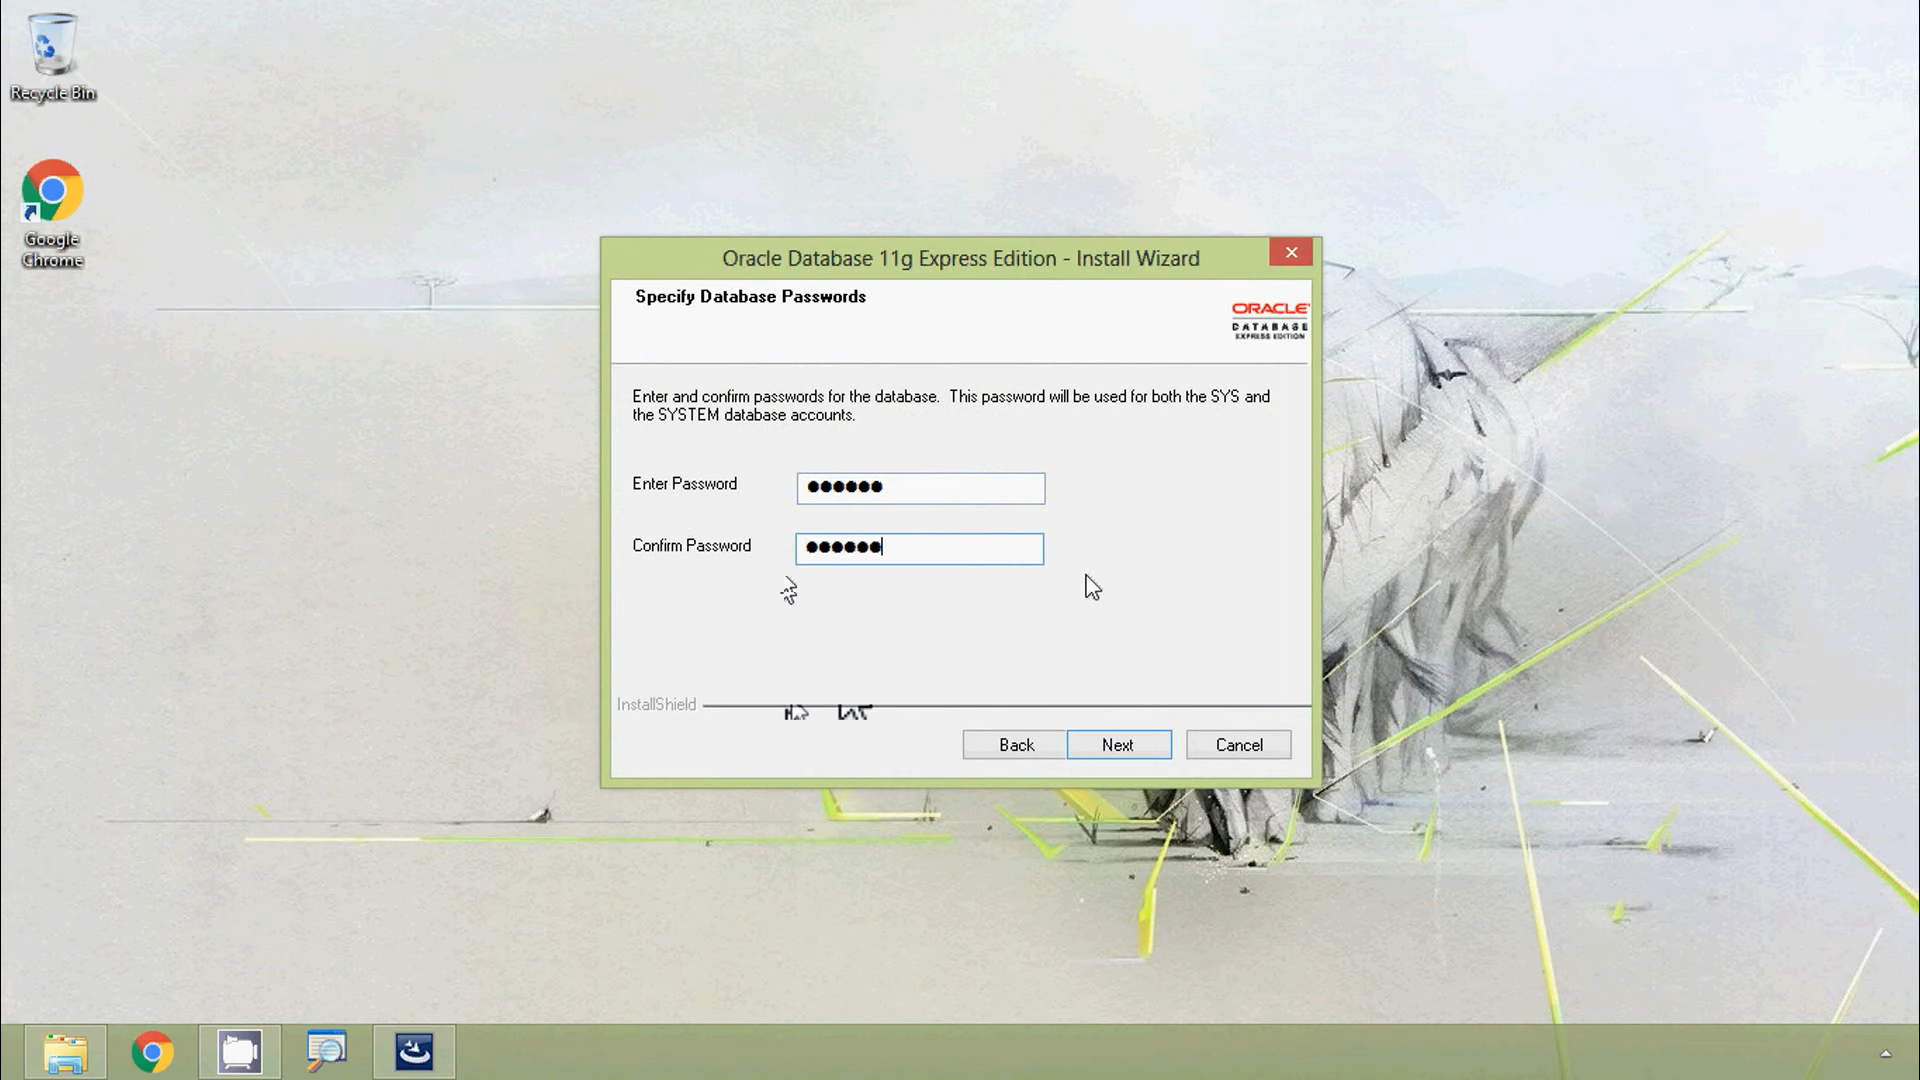 Recycle Bin
Google
Chrome
Oracle Database 11g Express Edition - Install Wizard
Specify Database Passwords
ORACLE
DATABASE
EXPRESS EDITION
Enter and confirm passwords for the database. This password will be used for both the SYS and
the SYSTEM database accounts.
Enter Password
Confirm Password
InstallShield
Back
Next
Cancel